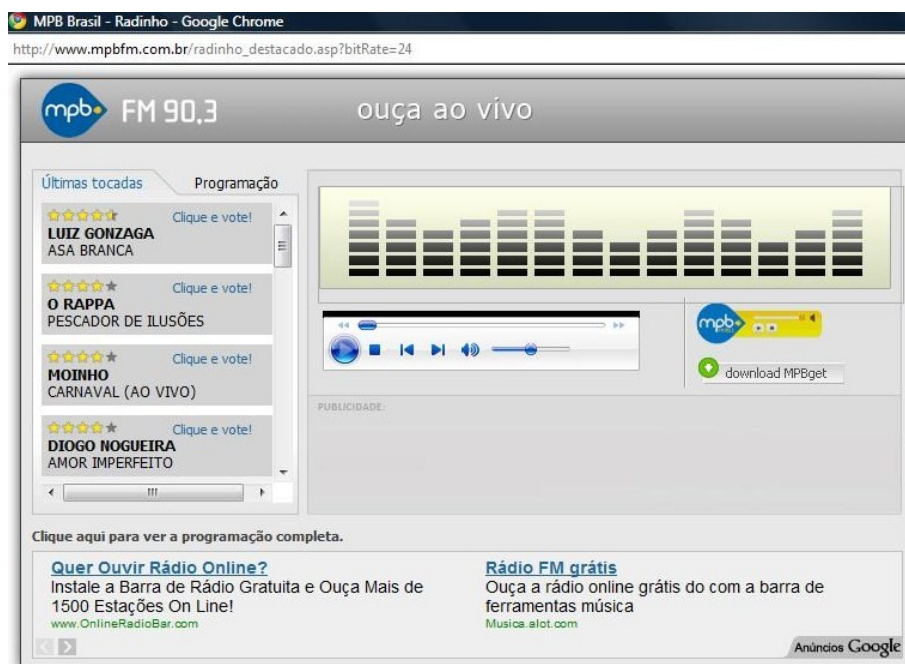 MPB Brasil - Radinho - Google Chrome
http://www.mpbfm.com.br/radinho_destacado.asp?bitRate=24
mpb FM 90,3 ouça ao vivo
Últimas tocadas Programação
Clique e vote!
LUIZ GONZAGA
ASA BRANCA
Clique e vote!
O RAPPA
PESCADOR DE ILUSÕES
Clique e vote!
MOINHO
CARNAVAL (AO VIVO)
Clique e vote!
DIOGO NOGUEIRA
AMOR IMPERFEITO
mpb
download MPBget
PUBLICIDADE:
Clique aqui para ver a programação completa.
Quer Ouvir Rádio Online?
Instale a Barra de Rádio Gratuita e Ouça Mais de
1500 Estações On Line!
www.OnlineRadioBar.com
Rádio FM grátis
Ouça a rádio online grátis do com a barra de
ferramentas música
Musica.alot.com
Anúncios Google